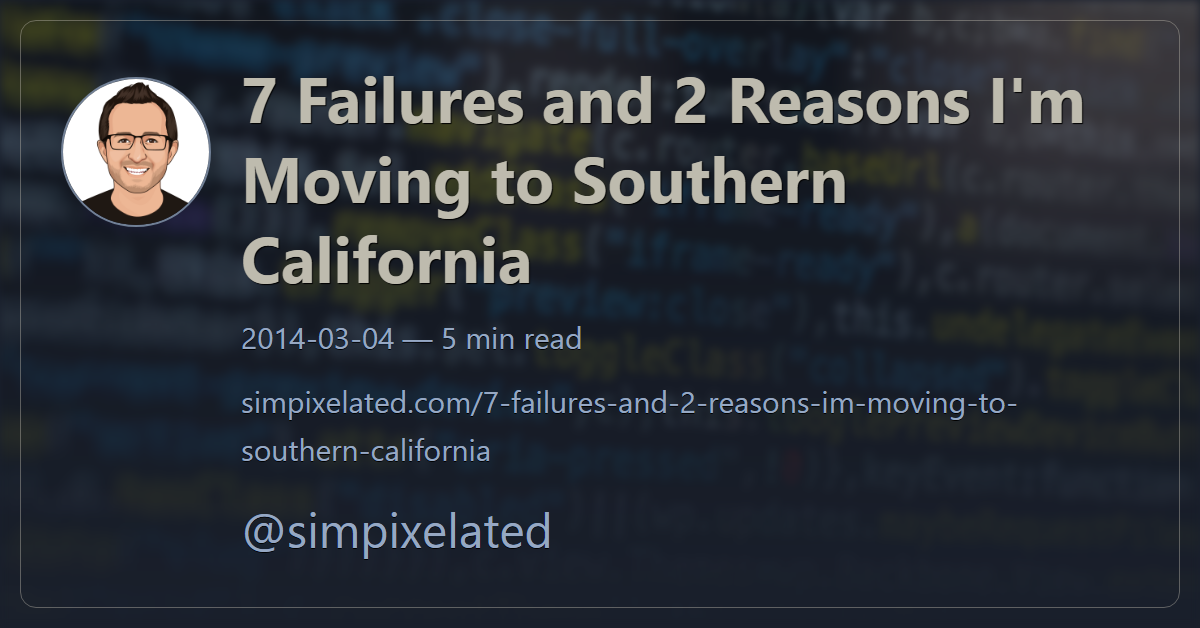 7 Failures and 2 Reasons I'm
Moving to Southern
California
2014-03-04 — 5 min read
simpixelated.com/7-failures-and-2-reasons-im-moving-to-
southern-california
@simpixelated